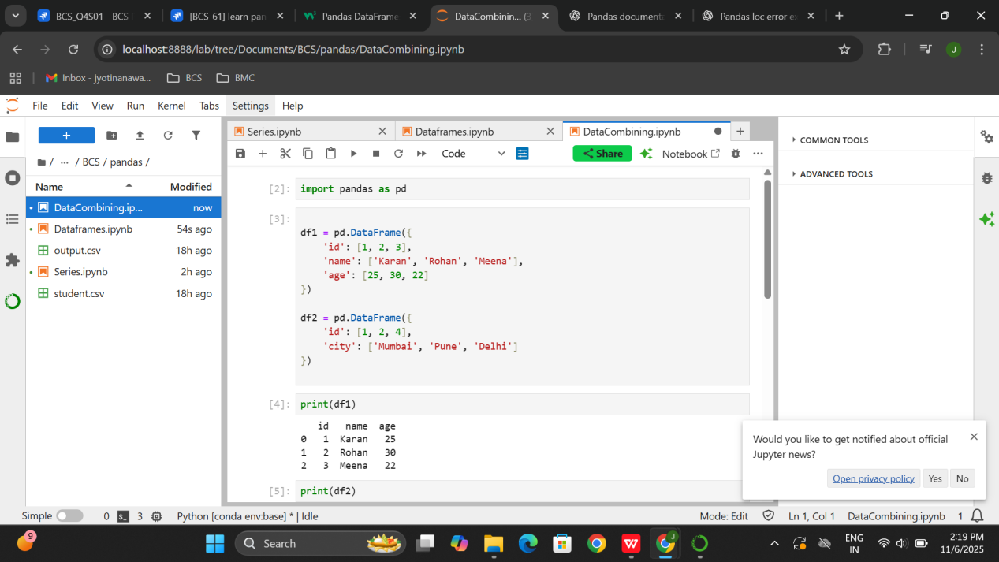 BCS_Q4S01 - BCS
[BCS-61] learn pan
Pandas DataFrame
DataCombinin... (3
Pandas documenta
Pandas loc error ex
localhost:8888/lab/tree/Documents/BCS/pandas/DataCombining.ipynb
J
Inbox - jyotinanawa...
BCS
BMC
File Edit View Run Kernel Tabs Settings Help
Series.ipynb
Dataframes.ipynb
DataCombining.ipynb
Code
Share
Notebook
/ ... / BCS / pandas /
Name Modified
DataCombining.ip... now
Dataframes.ipynb 54s ago
output.csv 18h ago
Series.ipynb 2h ago
student.csv 18h ago
[2]: import pandas as pd
[3]:
df1 = pd.DataFrame({
'id': [1, 2, 3],
'name': ['Karan', 'Rohan', 'Meena'],
'age': [25, 30, 22]
})
df2 = pd.DataFrame({
'id': [1, 2, 4],
'city': ['Mumbai', 'Pune', 'Delhi']
})
[4]: print(df1)
id name age
0 1 Karan 25
1 2 Rohan 30
2 3 Meena 22
[5]: print(df2)
COMMON TOOLS
ADVANCED TOOLS
Would you like to get notified about official
Jupyter news?
Open privacy policy Yes No
Simple 0 $_ 3 Python [conda env:base] * | Idle Mode: Edit Ln 1, Col 1 DataCombining.ipynb 1
9
Search
W
J
ENG
IN
2:19 PM
11/6/2025